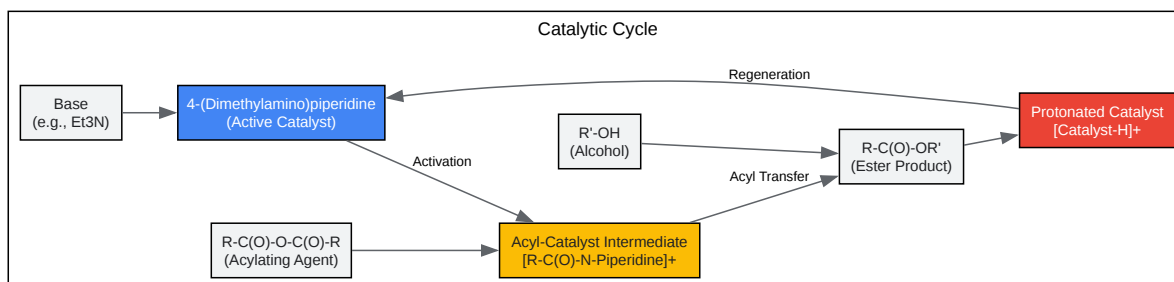 Catalytic Cycle
Regeneration
Base
(e.g., Et3N)
4-(Dimethylamino)piperidine
(Active Catalyst)
Protonated Catalyst
[Catalyst-H]+
R'-OH
(Alcohol)
R-C(O)-OR'
(Ester Product)
Activation
Acyl Transfer
R-C(O)-O-C(O)-R
(Acylating Agent)
Acyl-Catalyst Intermediate
[R-C(O)-N-Piperidine]+